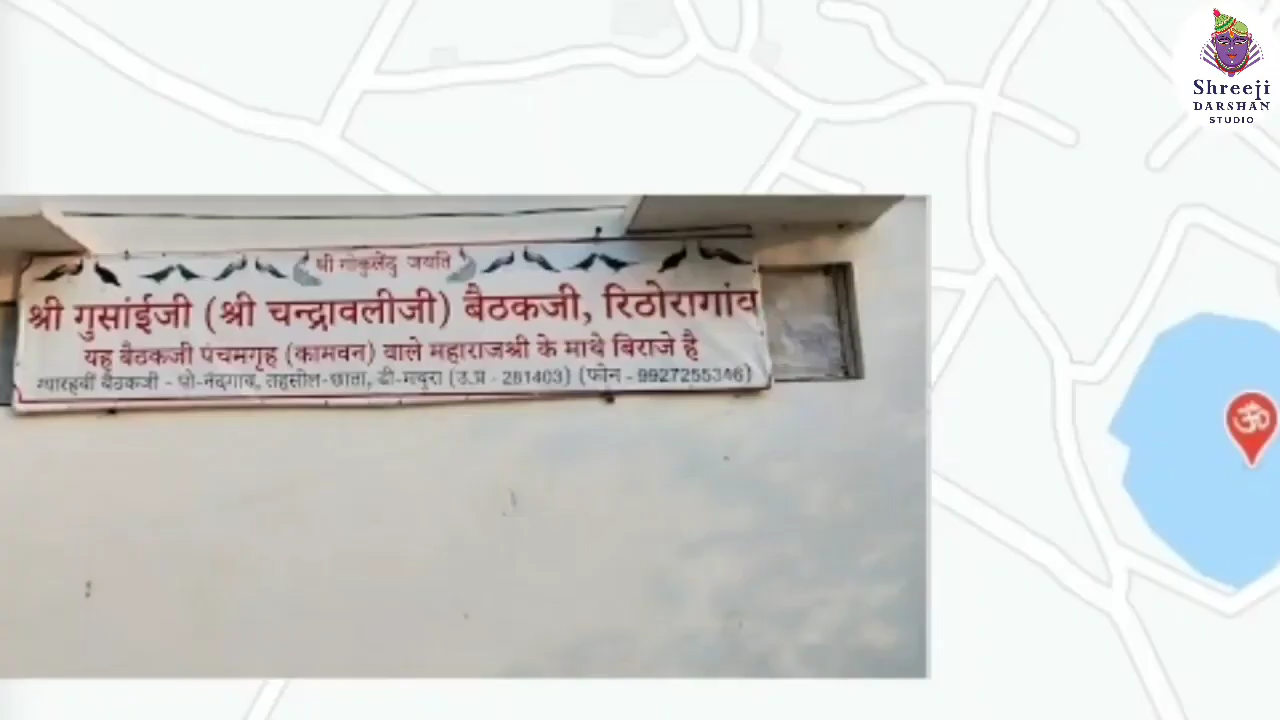 Shreeji
DARSHAN
STUDIO
श्री गोकुलेंदु जयति
श्री गुसांईजी (श्री चन्द्रावलीजी) बैठकजी, रिठोरागांव
यह बैठकजी पंचमगृह (कामवन) वाले महाराजश्री के माथे बिराजे है
ग्यारहवीं बैठकजी - पो-नंदगाव, तहसील-छाता, डी-मथुरा (उ.प्र - 281403) (फोन - 9927255346)
ॐ